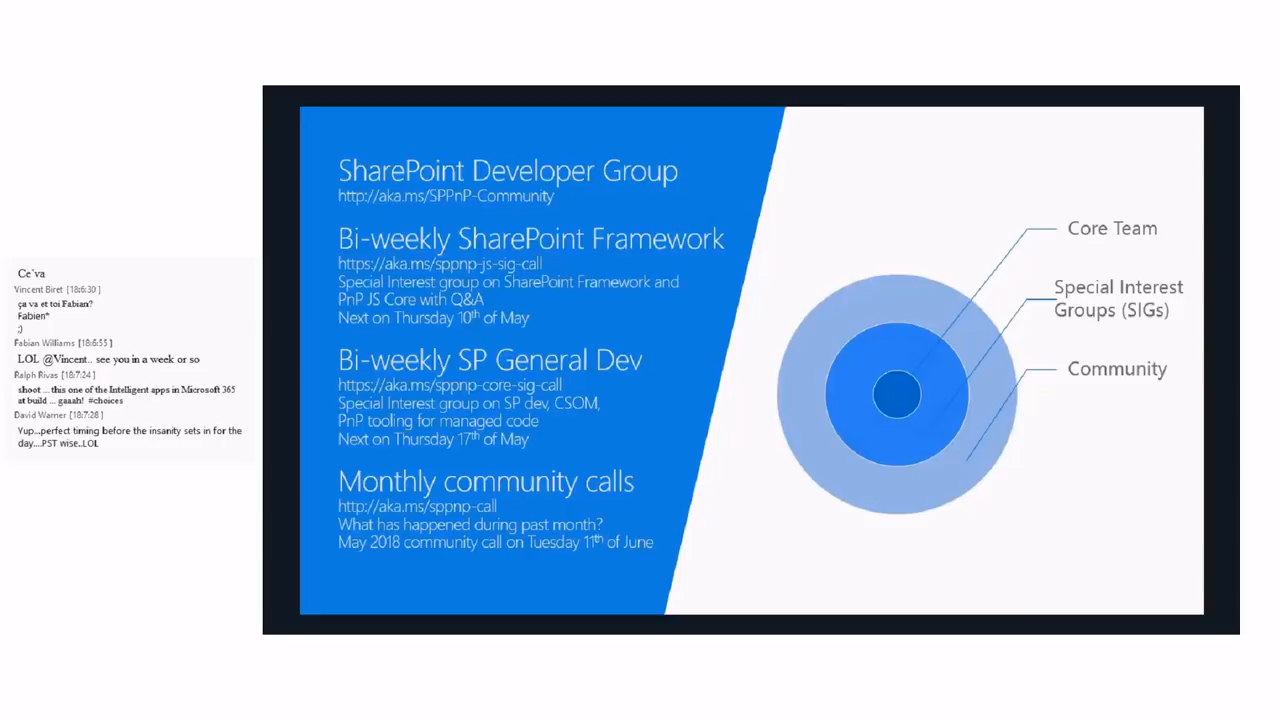 Ce'va
Vincent Biret [18:6:30 ]
ça va et toi Fabian?
Fabien*
;)
Fabian Williams [18:6:55 ]
LOL @Vincent.. see you in a week or so
Ralph Rivas [18:7:24 ]
shoot ... this one of the Intelligent apps in Microsoft 365
at build ... gaaah! #choices
David Warner [18:7:28 ]
Yup...perfect timing before the insanity sets in for the
day....PST wise..LOL
SharePoint Developer Group
http://aka.ms/SPPnP-Community
Bi-weekly SharePoint Framework
https://aka.ms/sppnp-js-sig-call
Special Interest group on SharePoint Framework and
PnP JS Core with Q&A
Next on Thursday 10th of May
Bi-weekly SP General Dev
https://aka.ms/sppnp-core-sig-call
Special Interest group on SP dev, CSOM,
PnP tooling for managed code
Next on Thursday 17th of May
Monthly community calls
http://aka.ms/sppnp-call
What has happened during past month?
May 2018 community call on Tuesday 11th of June
Core Team
Special Interest
Groups (SIGs)
Community